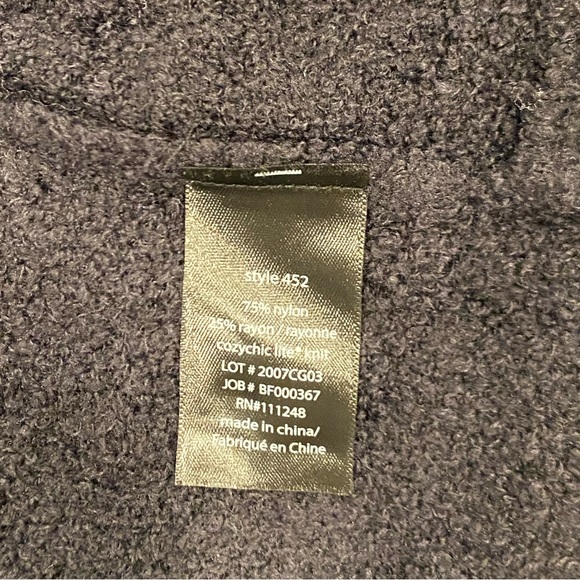 style 452
75% nylon
25% rayon / rayonne
cozychic lite® knit
LOT # 2007CG03
JOB # BF000367
RN#111248
made in china/
Fabriqué en Chine